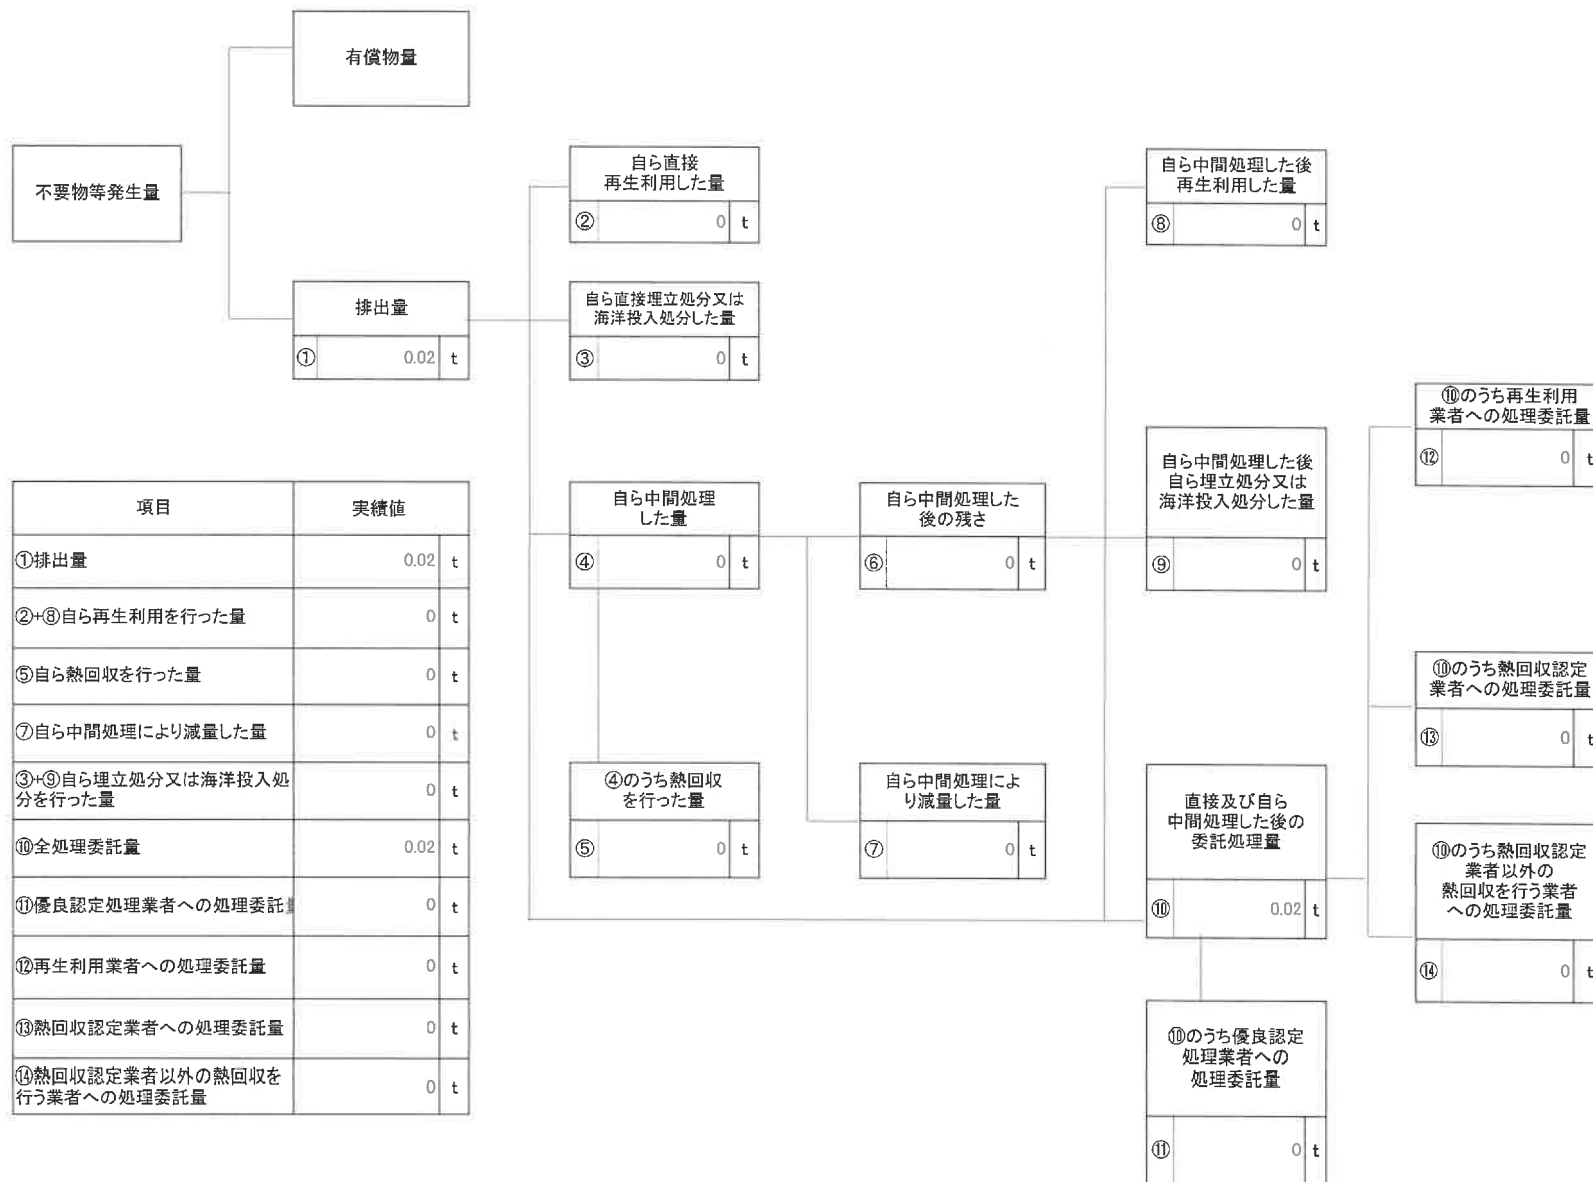 有償物量
不要物等発生量
排出量
① 0.02 t
自ら直接
再生利用した量
② 0 t
自ら直接埋立処分又は
海洋投入処分した量
③ 0 t
自ら中間処理
した量
④ 0 t
④のうち熱回収
を行った量
⑤ 0 t
自ら中間処理した
後の残さ
⑥ 0 t
自ら中間処理によ
り減量した量
⑦ 0 t
自ら中間処理した後
再生利用した量
⑧ 0 t
自ら中間処理した後
自ら埋立処分又は
海洋投入処分した量
⑨ 0 t
直接及び自ら
中間処理した後の
委託処理量
⑩ 0.02 t
⑩のうち優良認定
処理業者への
処理委託量
⑪ 0 t
⑩のうち再生利用
業者への処理委託量
⑫ 0 t
⑩のうち熱回収認定
業者への処理委託量
⑬ 0 t
⑩のうち熱回収認定
業者以外の
熱回収を行う業者
への処理委託量
⑭ 0 t
項目 実績値
①排出量 0.02 t
②+⑧自ら再生利用を行った量 0 t
⑤自ら熱回収を行った量 0 t
⑦自ら中間処理により減量した量 0 t
③+⑨自ら埋立処分又は海洋投入処
分を行った量 0 t
⑩全処理委託量 0.02 t
⑪優良認定処理業者への処理委託 0 t
⑫再生利用業者への処理委託量 0 t
⑬熱回収認定業者への処理委託量 0 t
⑭熱回収認定業者以外の熱回収を
行う業者への処理委託量 0 t